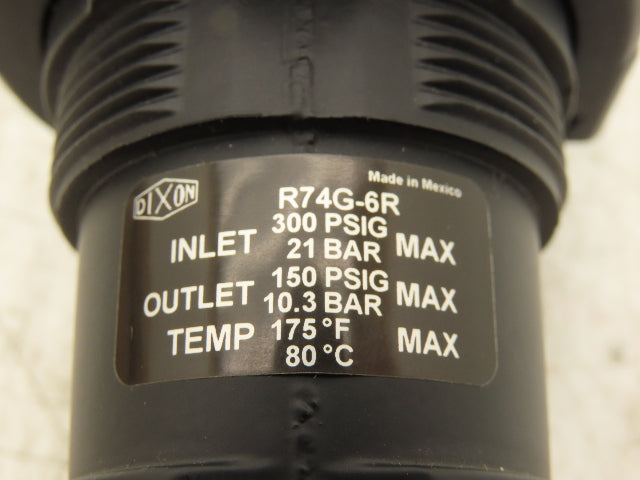 DIXON
Made in Mexico
R74G-6R
INLET 300 PSIG 21 BAR MAX
OUTLET 150 PSIG 10.3 BAR MAX
TEMP 175 °F 80 °C MAX